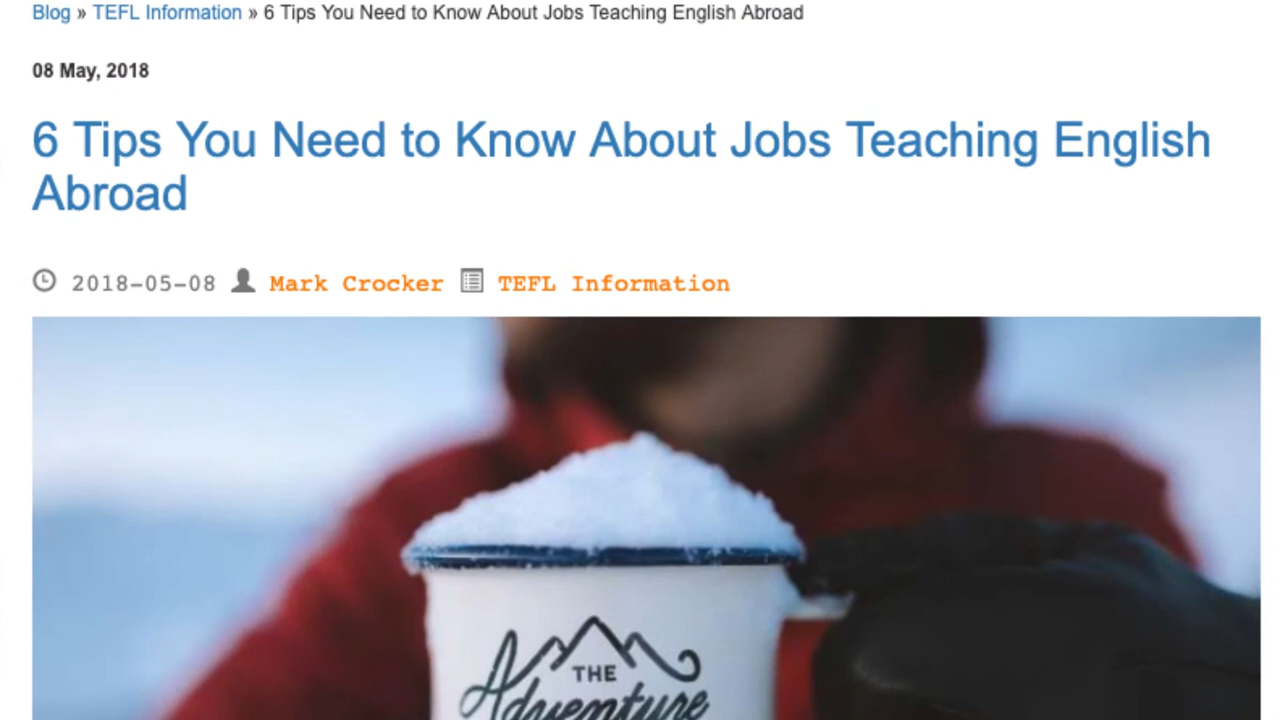 Blog » TEFL Information » 6 Tips You Need to Know About Jobs Teaching English Abroad
08 May, 2018
6 Tips You Need to Know About Jobs Teaching English
Abroad
2018-05-08 Mark Crocker TEFL Information
THE
Adventure